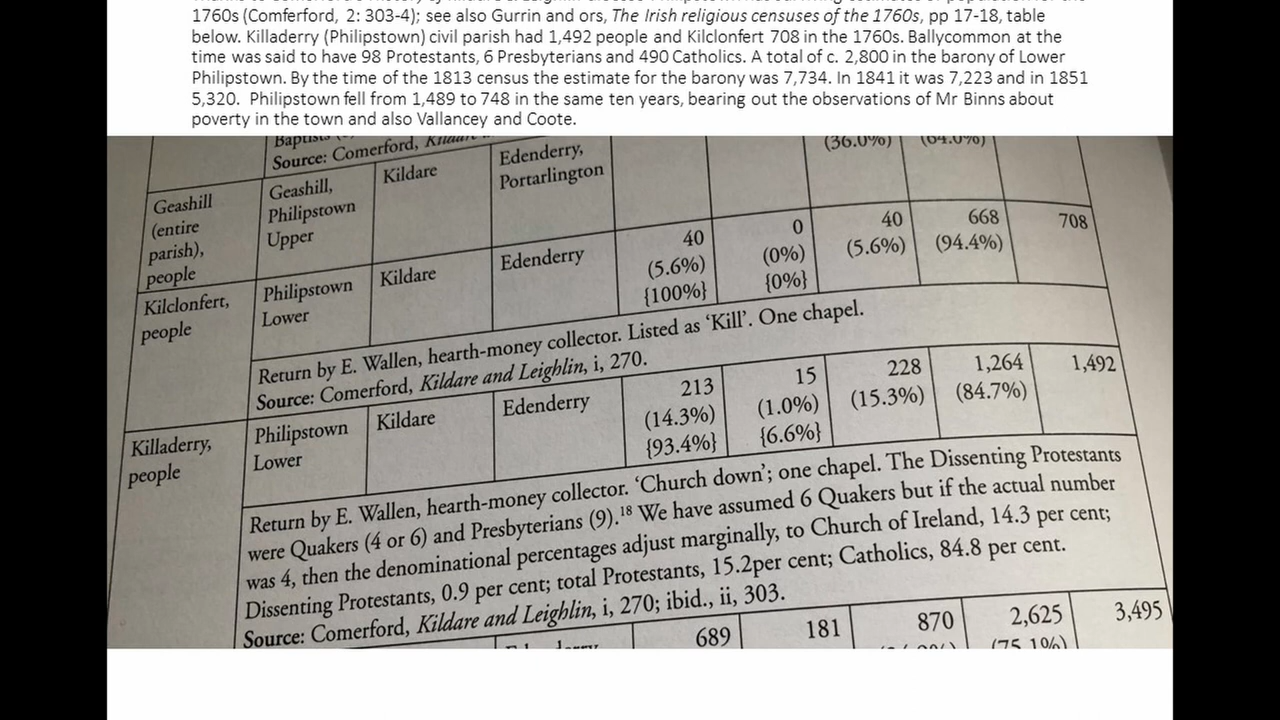 1760s (Comferford, 2: 303-4); see also Gurrin and ors, The Irish religious censuses of the 1760s, pp 17-18, table
below. Killaderry (Philipstown) civil parish had 1,492 people and Kilclonfert 708 in the 1760s. Ballycommon at the
time was said to have 98 Protestants, 6 Presbyterians and 490 Catholics. A total of c. 2,800 in the barony of Lower
Philipstown. By the time of the 1813 census the estimate for the barony was 7,734. In 1841 it was 7,223 and in 1851
5,320. Philipstown fell from 1,489 to 748 in the same ten years, bearing out the observations of Mr Binns about
poverty in the town and also Vallancey and Coote.
Baptists
Source: Comerford, Kildare
(36.0%) (64.0%)
Geashill
(entire
parish),
people
Geashill,
Philipstown
Upper
Kildare
Edenderry,
Portarlington
Kilclonfert,
people
Philipstown
Lower
Kildare
Edenderry
40
(5.6%)
{100%}
0
(0%)
{0%}
40
(5.6%)
668
(94.4%)
708
Return by E. Wallen, hearth-money collector. Listed as ‘Kill’. One chapel.
Source: Comerford, Kildare and Leighlin, i, 270.
Killaderry,
people
Philipstown
Lower
Kildare
Edenderry
213
(14.3%)
{93.4%}
15
(1.0%)
{6.6%}
228
(15.3%)
1,264
(84.7%)
1,492
Return by E. Wallen, hearth-money collector. ‘Church down’; one chapel. The Dissenting Protestants
were Quakers (4 or 6) and Presbyterians (9).18 We have assumed 6 Quakers but if the actual number
was 4, then the denominational percentages adjust marginally, to Church of Ireland, 14.3 per cent;
Dissenting Protestants, 0.9 per cent; total Protestants, 15.2per cent; Catholics, 84.8 per cent.
Source: Comerford, Kildare and Leighlin, i, 270; ibid., ii, 303.
689 181 870 2,625 3,495
(75.1%)